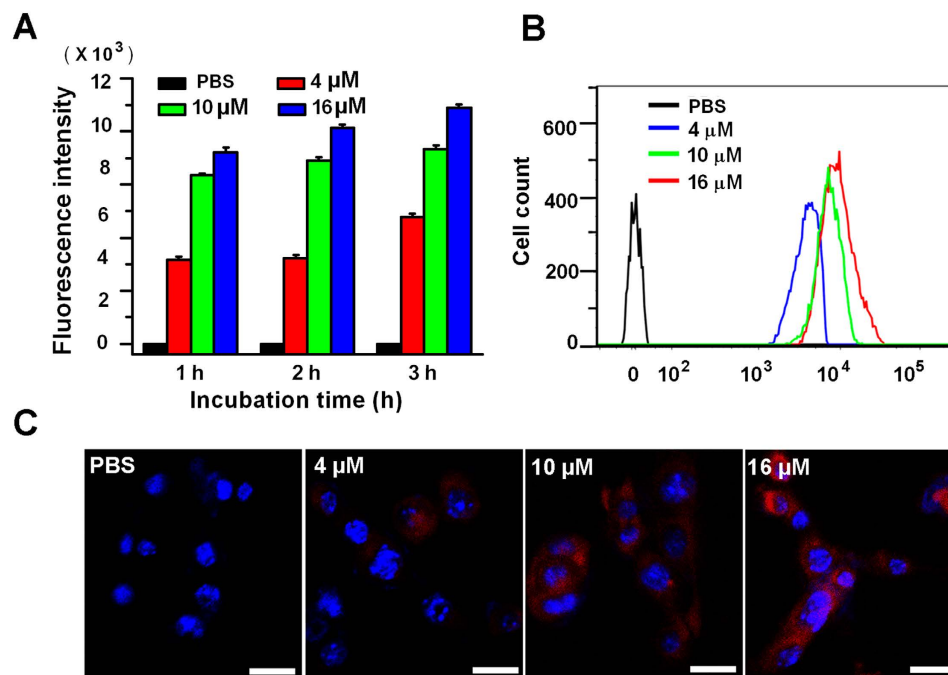 A
( X 10³)
Fluorescence intensity
12
10
8
6
4
2
0
PBS
4 µM
10 µM
16 µM
1 h
2 h
3 h
Incubation time (h)
B
Cell count
600
400
200
0
PBS
4 µM
10 µM
16 µM
0
10²
10³
10⁴
10⁵
C
PBS
4 µM
10 µM
16 µM